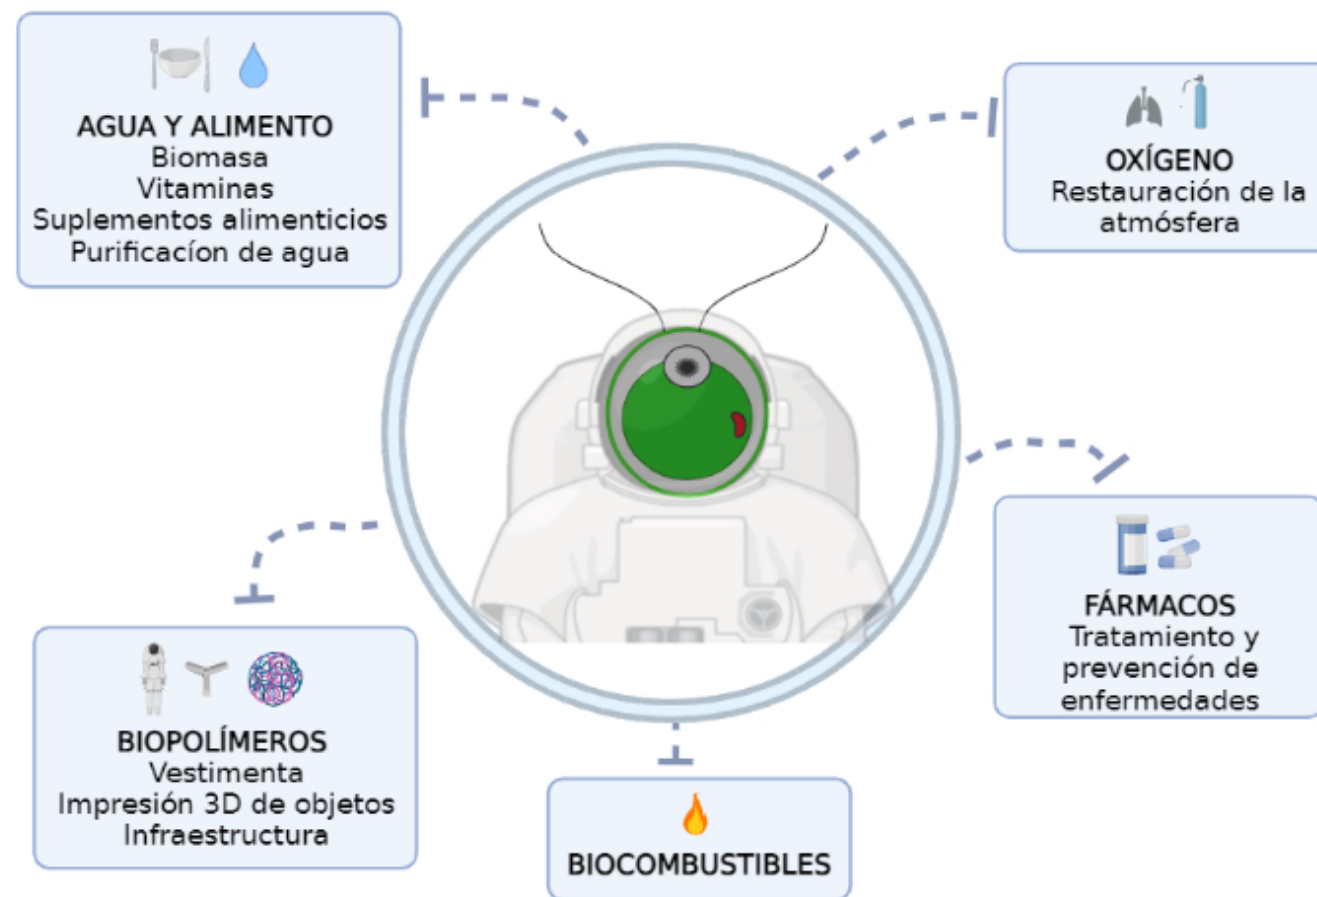 AGUA Y ALIMENTO
Biomasa
Vitaminas
Suplementos alimenticios
Purificacíon de agua
OXÍGENO
Restauración de la
atmósfera
FÁRMACOS
Tratamiento y
prevención de
enfermedades
BIOPOLÍMEROS
Vestimenta
Impresión 3D de objetos
Infraestructura
BIOCOMBUSTIBLES